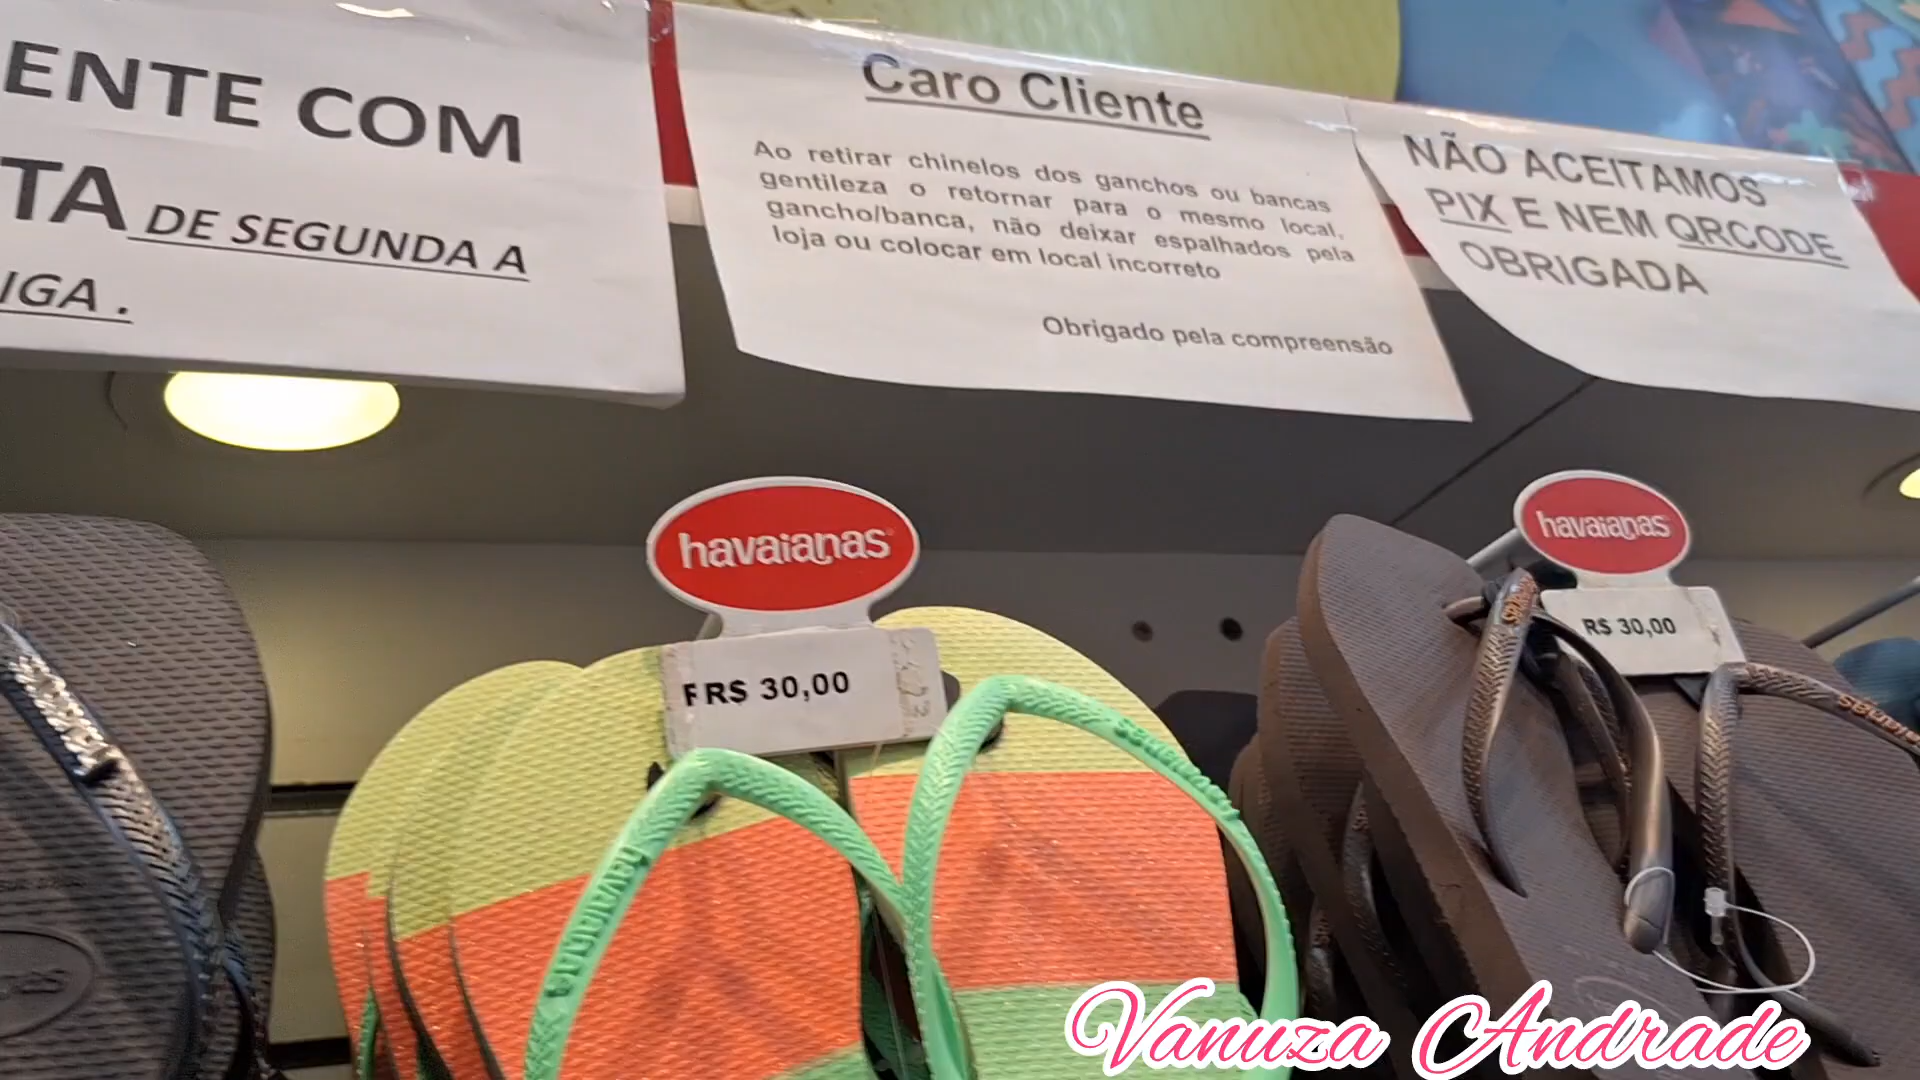 ENTE COM
TA DE SEGUNDA A
IGA .
Caro Cliente
Ao retirar chinelos dos ganchos ou bancas
gentileza o retornar para o mesmo local,
gancho/banca, não deixar espalhados pela
loja ou colocar em local incorreto
Obrigado pela compreensão
NÃO ACEITAMOS
PIX E NEM QRCODE
OBRIGADA
havaianas
R$ 30,00
havaianas
R$ 30,00
havaianas
havaianas
Vanuza Andrade